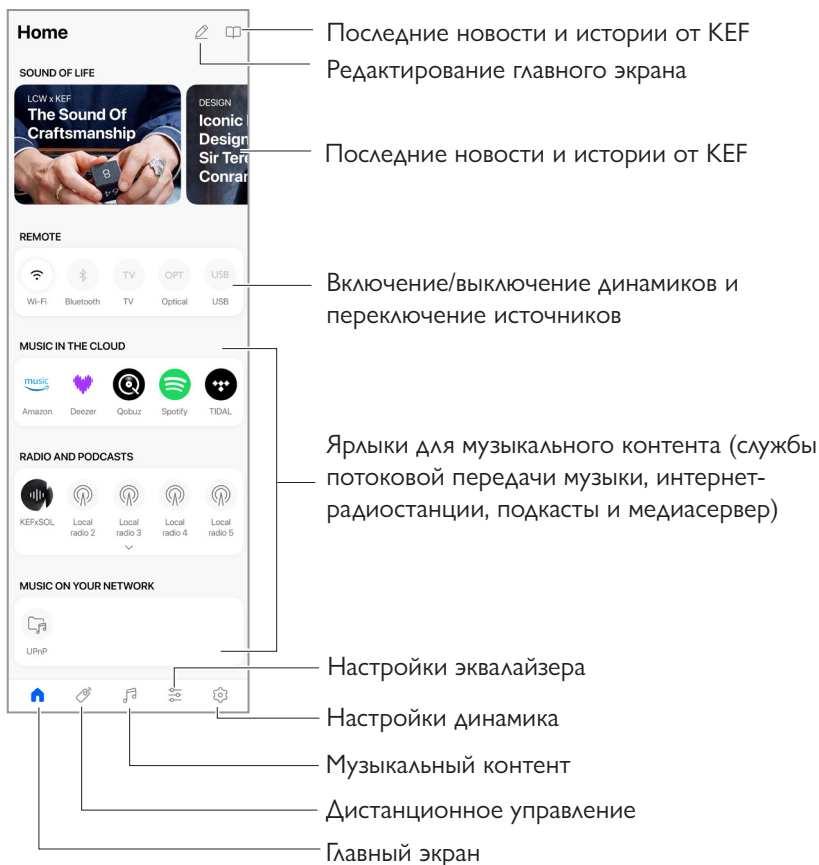 Home
Последние новости и истории от KEF
Редактирование главного экрана
SOUND OF LIFE
LCW x KEF
The Sound Of
Craftsmanship
DESIGN
Iconic
Design
Sir Tere
Conran
Последние новости и истории от KEF
REMOTE
TV
OPT
USB
Wi-Fi
Bluetooth
TV
Optical
USB
Включение/выключение динамиков и
переключение источников
MUSIC IN THE CLOUD
music
Amazon
Deezer
Qobuz
Spotify
TIDAL
Ярлыки для музыкального контента (службы
потоковой передачи музыки, интернет-
радиостанции, подкасты и медиасервер)
RADIO AND PODCASTS
KEFxSOL
Local
radio 2
Local
radio 3
Local
radio 4
Local
radio 5
MUSIC ON YOUR NETWORK
UPnP
Настройки эквалайзера
Настройки динамика
Музыкальный контент
Дистанционное управление
Главный экран